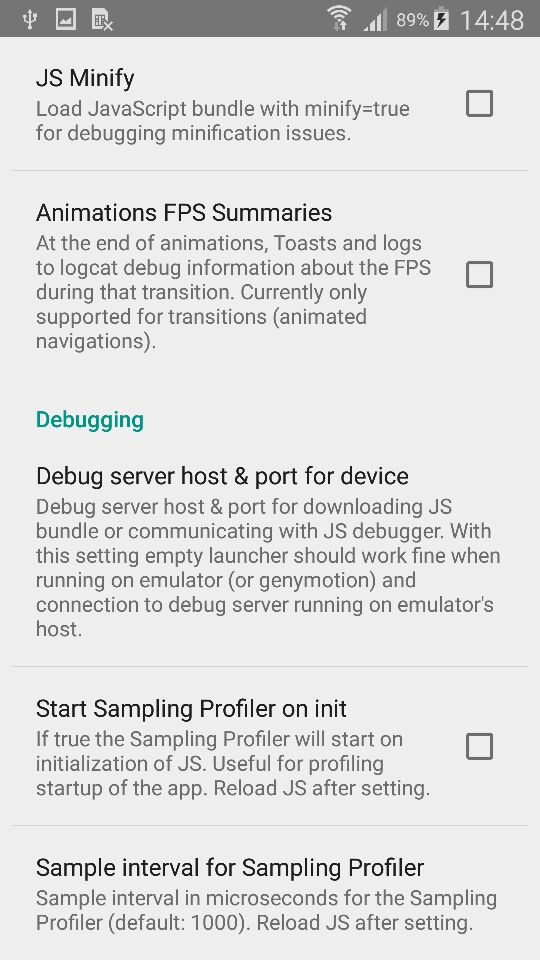 89% 14:48
JS Minify
Load JavaScript bundle with minify=true
for debugging minification issues.
Animations FPS Summaries
At the end of animations, Toasts and logs
to logcat debug information about the FPS
during that transition. Currently only
supported for transitions (animated
navigations).
Debugging
Debug server host & port for device
Debug server host & port for downloading JS
bundle or communicating with JS debugger. With
this setting empty launcher should work fine when
running on emulator (or genymotion) and
connection to debug server running on emulator's
host.
Start Sampling Profiler on init
If true the Sampling Profiler will start on
initialization of JS. Useful for profiling
startup of the app. Reload JS after setting.
Sample interval for Sampling Profiler
Sample interval in microseconds for the Sampling
Profiler (default: 1000). Reload JS after setting.